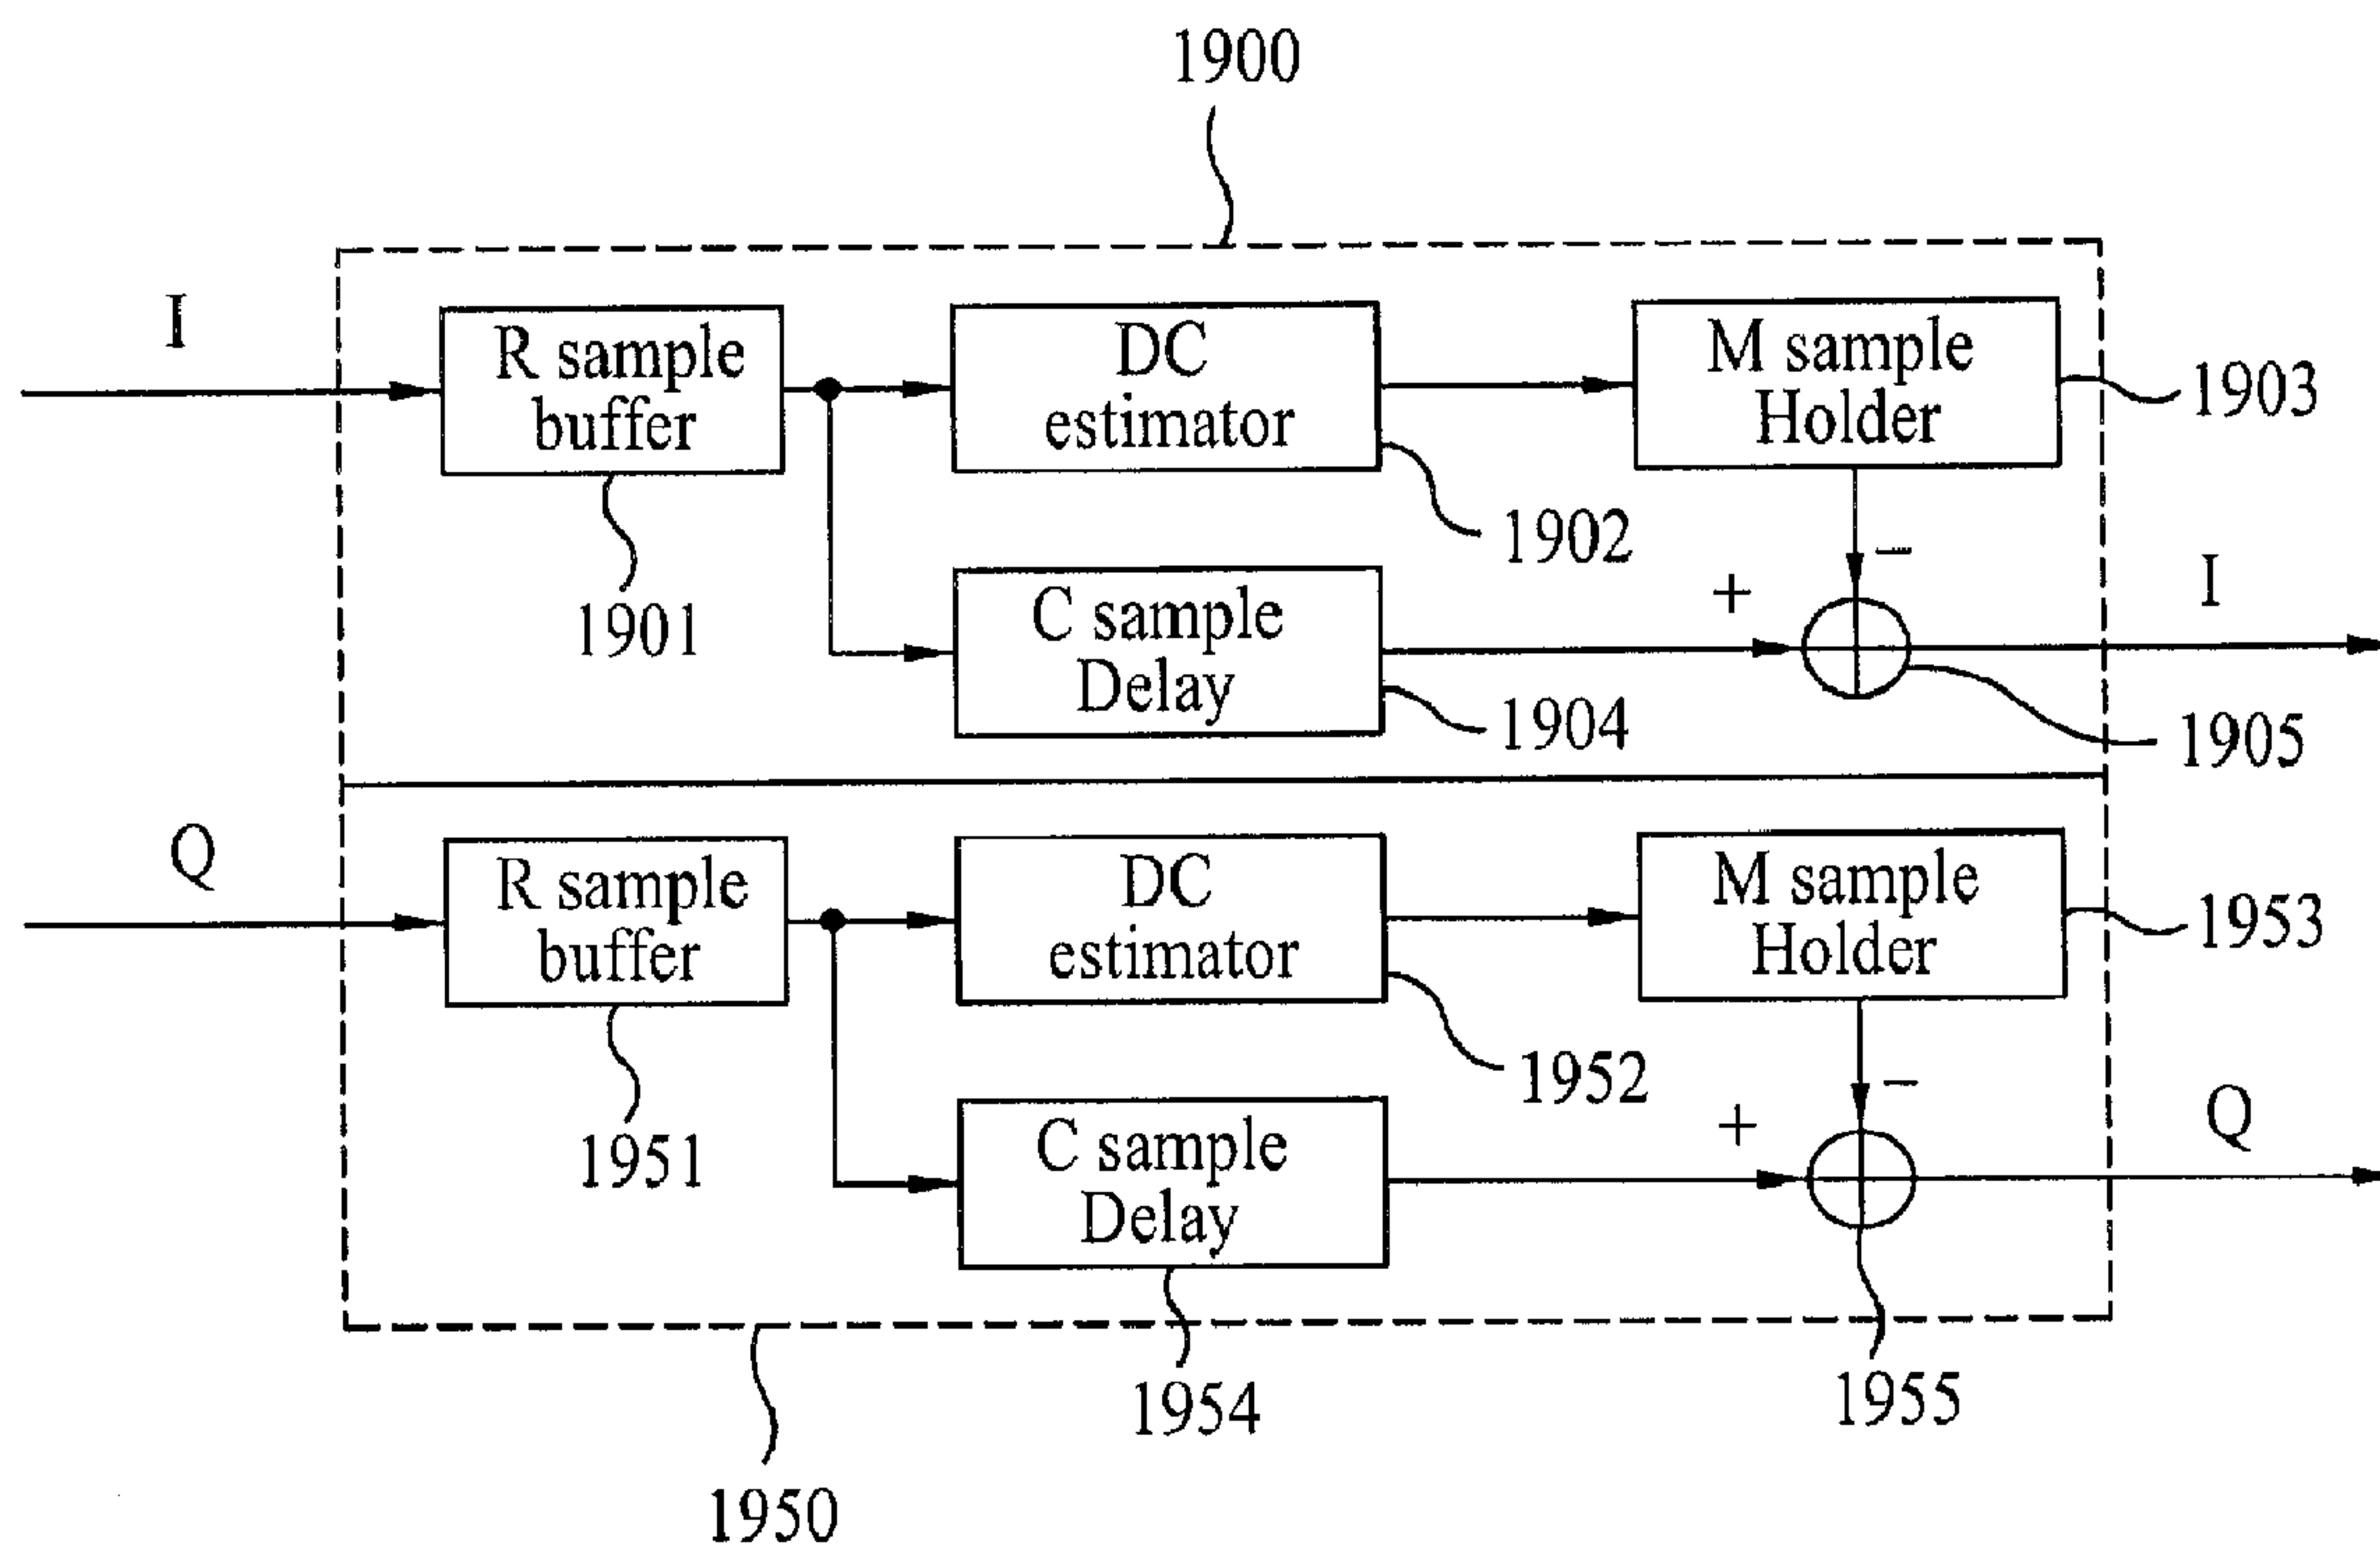 1900
I
R sample
buffer
DC
estimator
M sample
Holder
1903
1902
1901
C sample
Delay
1904
+
−
I
1905
Q
R sample
buffer
DC
estimator
M sample
Holder
1953
1952
1951
C sample
Delay
+
−
Q
1954
1955
1950